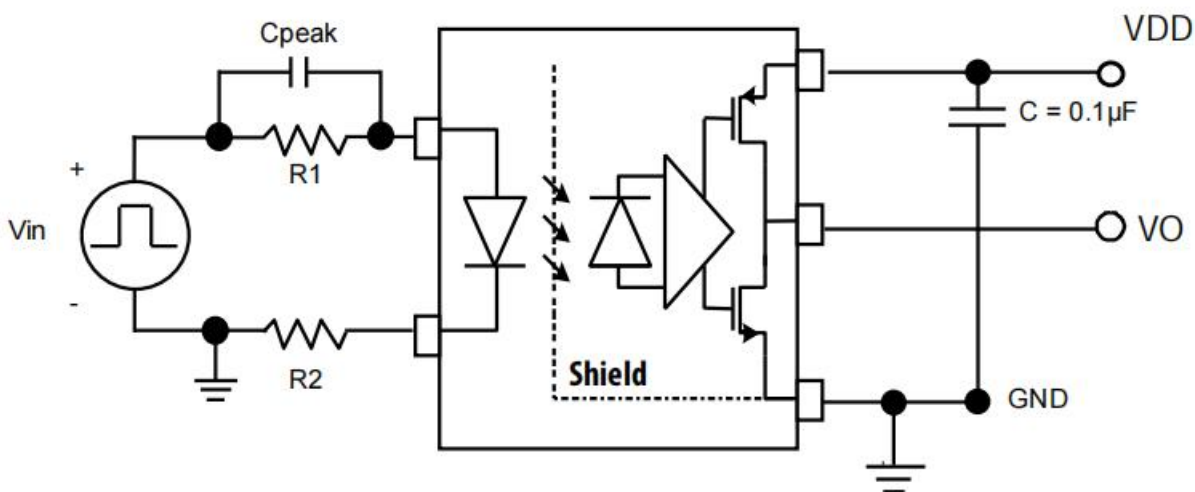 Cpeak
VDD
C = 0.1µF
R1
+
Vin
VO
-
Shield
R2
GND